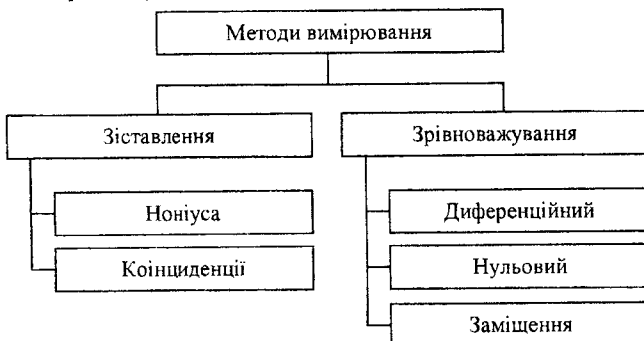 Методи вимірювання
Зіставлення
Зрівноважування
Ноніуса
Диференційний
Коінциденції
Нульовий
Заміщення